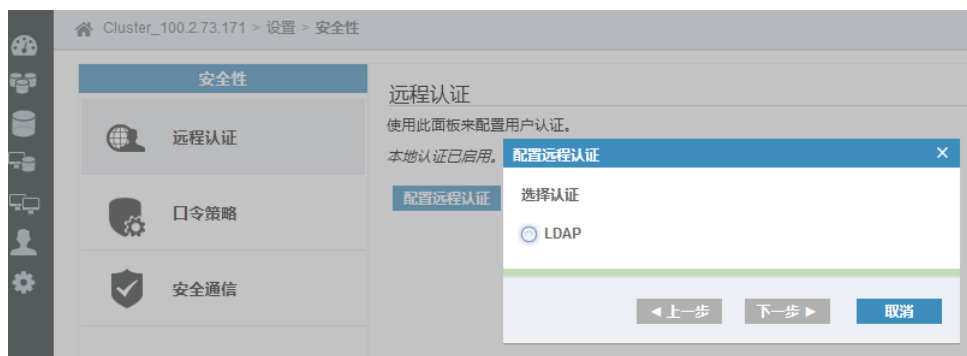 Cluster_100.2.73.171 > 设置 > 安全性
安全性
远程认证
口令策略
安全通信
远程认证
使用此面板来配置用户认证。
本地认证已启用。
配置远程认证
配置远程认证
选择认证
LDAP
上一步
下一步
取消